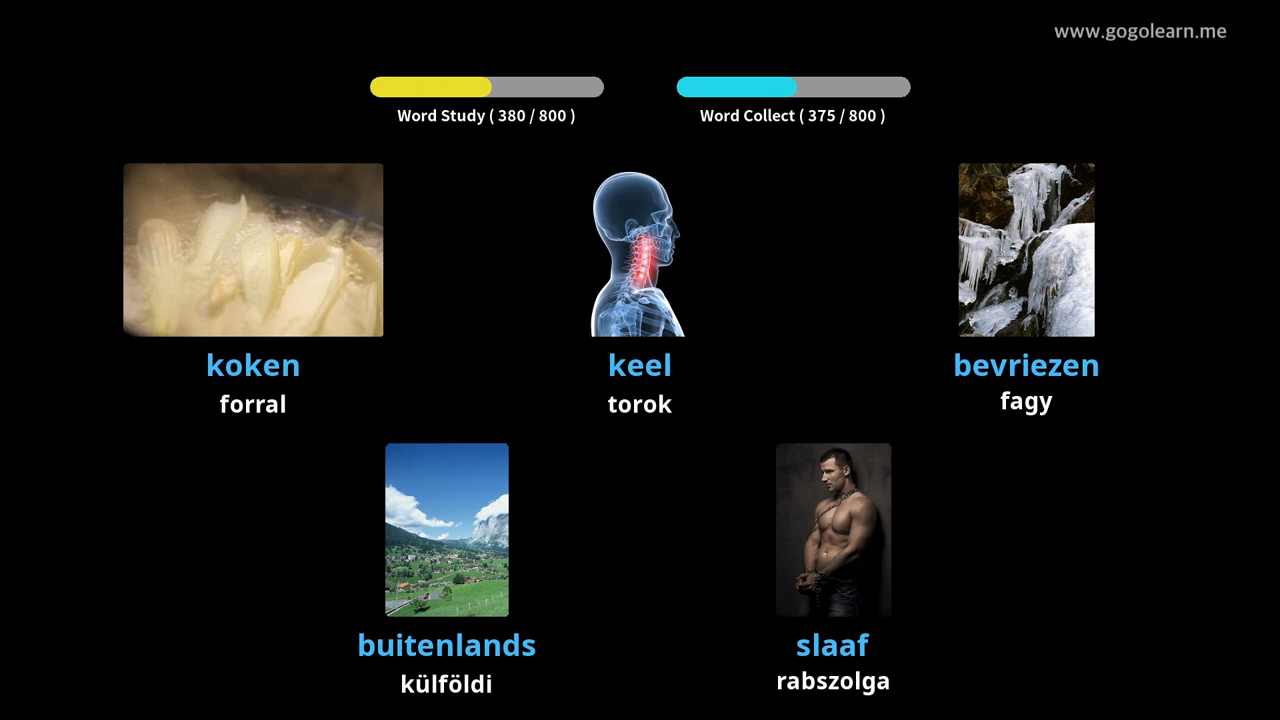 www.gogolearn.me
Word Study ( 380 / 800 )
Word Collect ( 375 / 800 )
koken
forral
keel
torok
bevriezen
fagy
buitenlands
külföldi
slaaf
rabszolga